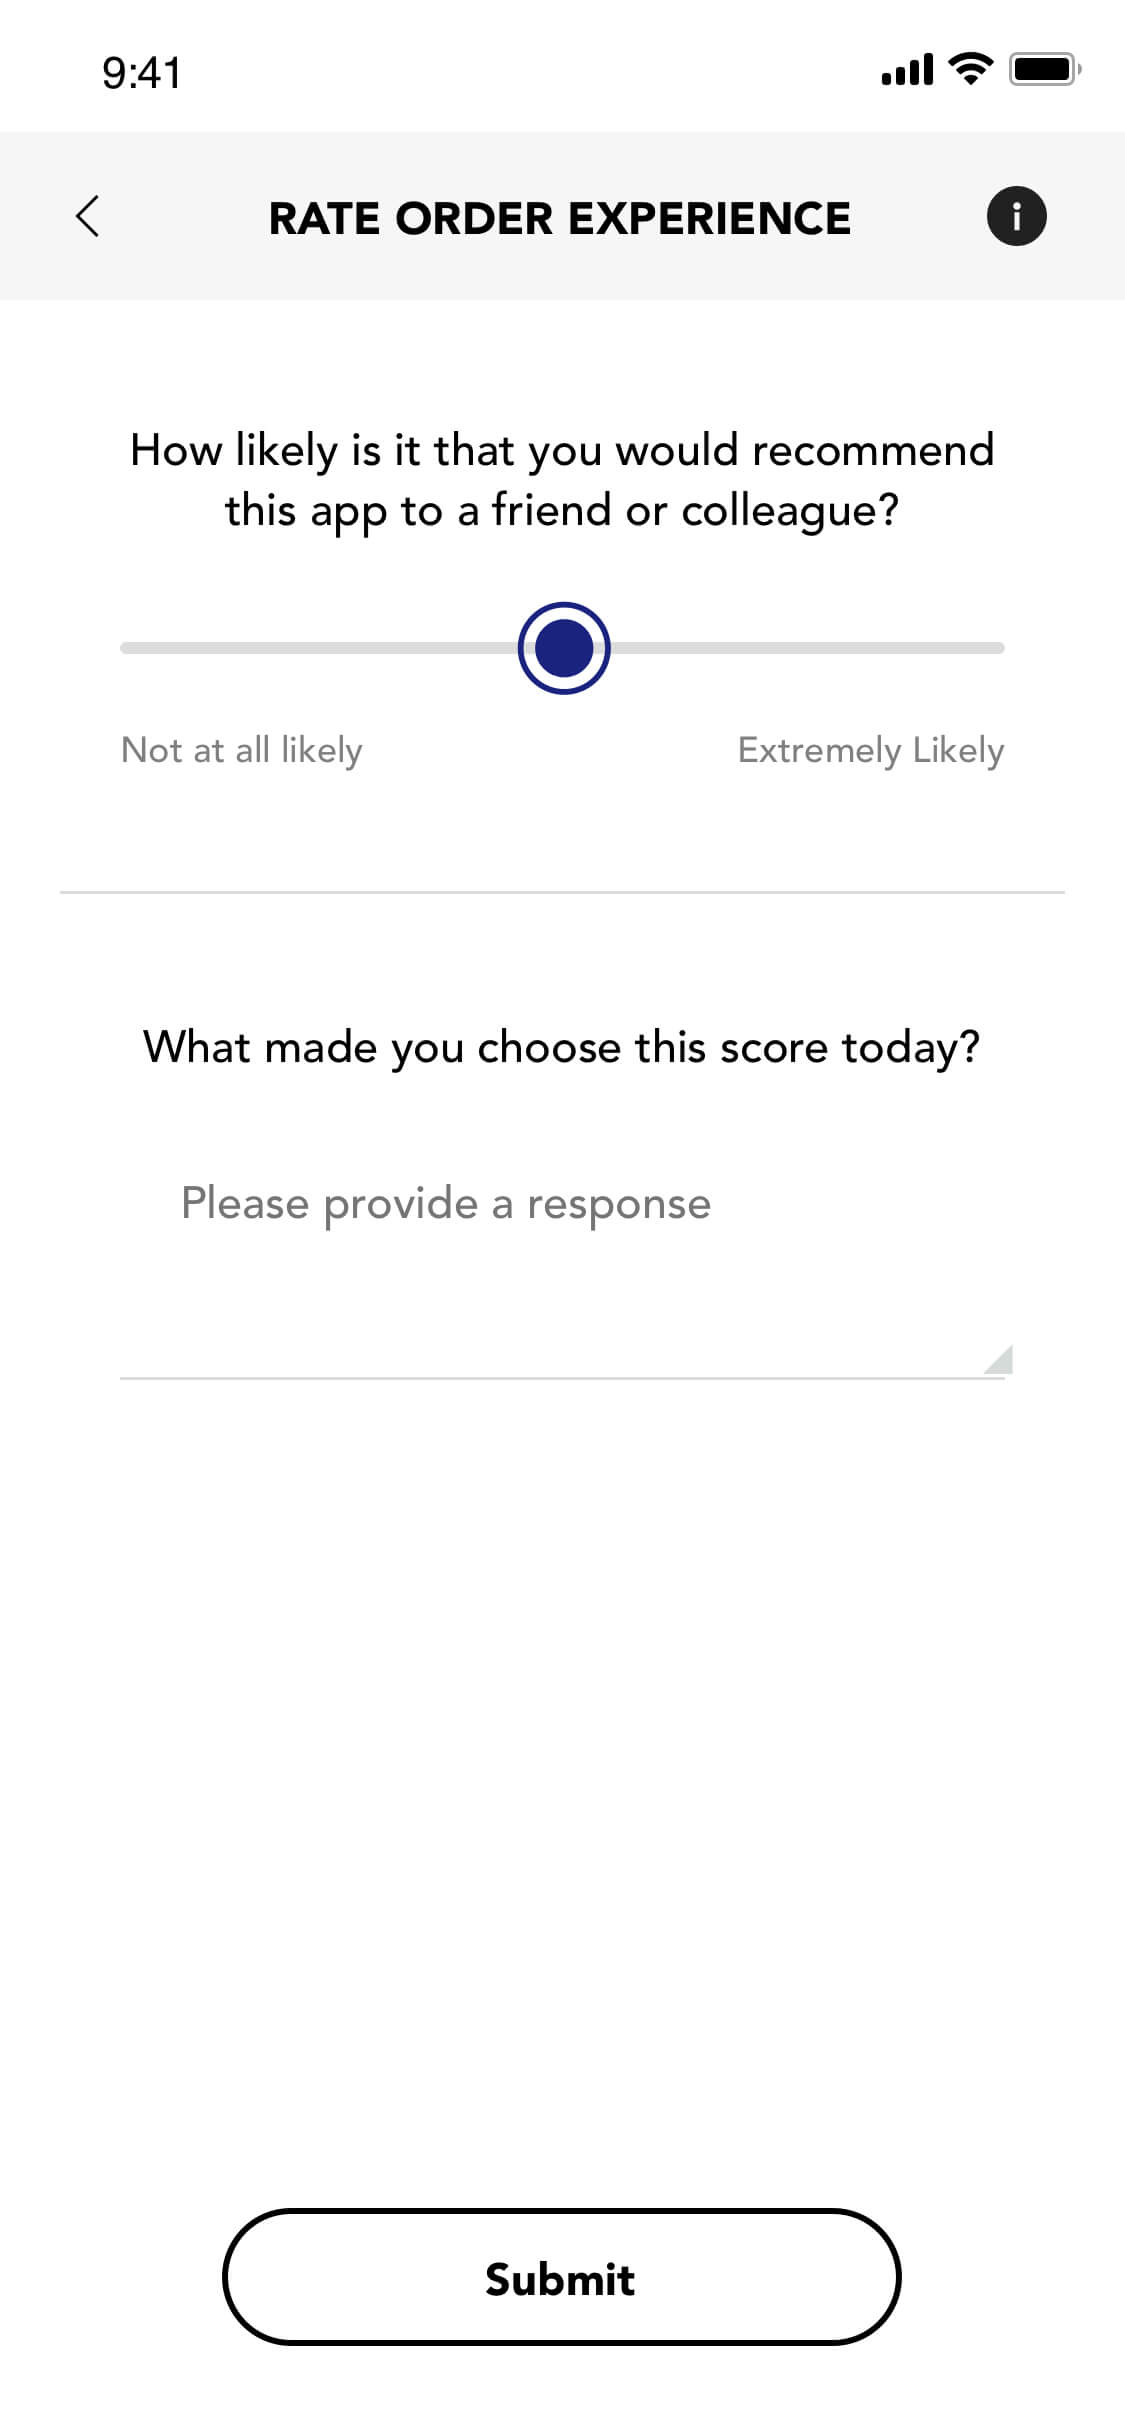 9:41
RATE ORDER EXPERIENCE
i
How likely is it that you would recommend
this app to a friend or colleague?
Not at all likely
Extremely Likely
What made you choose this score today?
Please provide a response
Submit